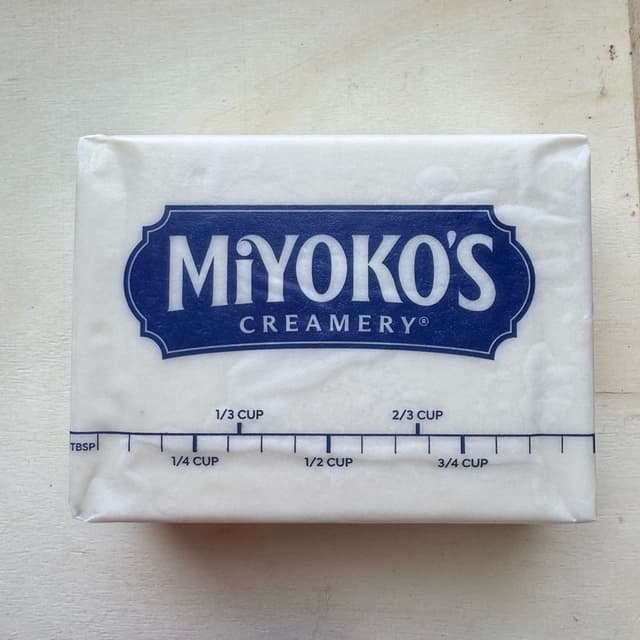 MiYOKO'S
CREAMERY®
1/3 CUP 2/3 CUP
TBSP
1/4 CUP 1/2 CUP 3/4 CUP